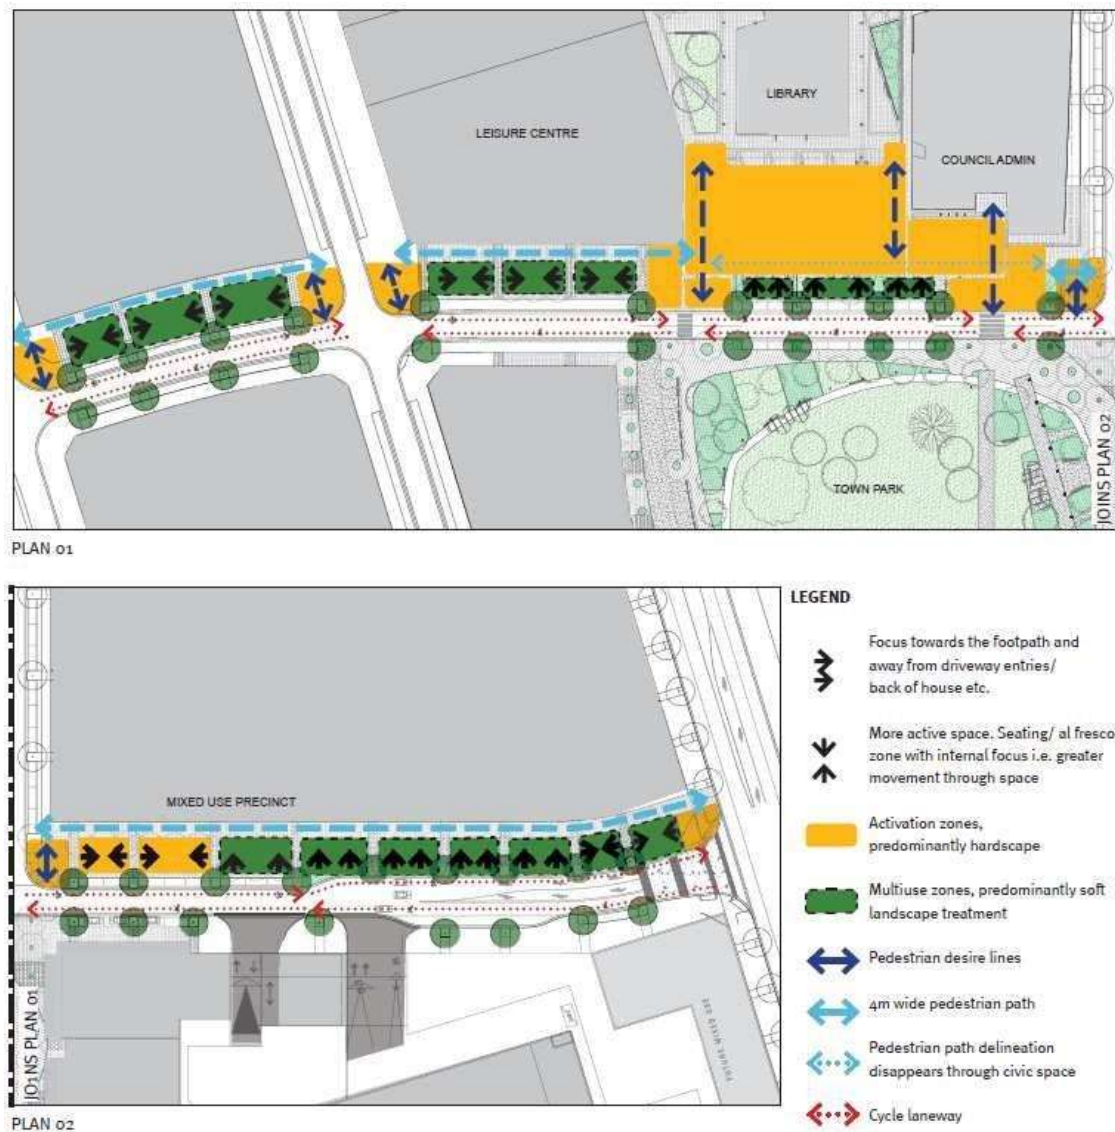 LIBRARY
LEISURE CENTRE
COUNCIL ADMIN
TOWN PARK
JOINS PLAN 02
PLAN 01
LEGEND
Focus towards the footpath and
away from driveway entries/
back of house etc.
More active space. Seating/ al fresco
zone with internal focus i.e. greater
movement through space
MIXED USE PRECINCT
Activation zones,
predominantly hardscape
Multiuse zones, predominantly soft
landscape treatment
Pedestrian desire lines
4m wide pedestrian path
Pedestrian path delineation
disappears through civic space
Cycle laneway
JOINS PLAN 01
FUTURE MIXED USE
PLAN 02